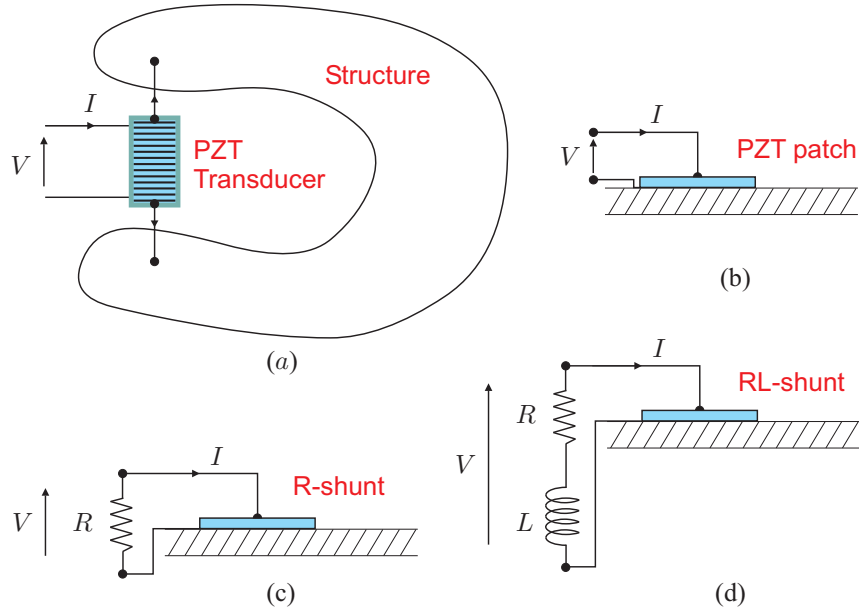 Structure
I
V
PZT
Transducer
(a)
I
V
PZT patch
(b)
I
R-shunt
V
R
(c)
I
RL-shunt
R
V
L
(d)